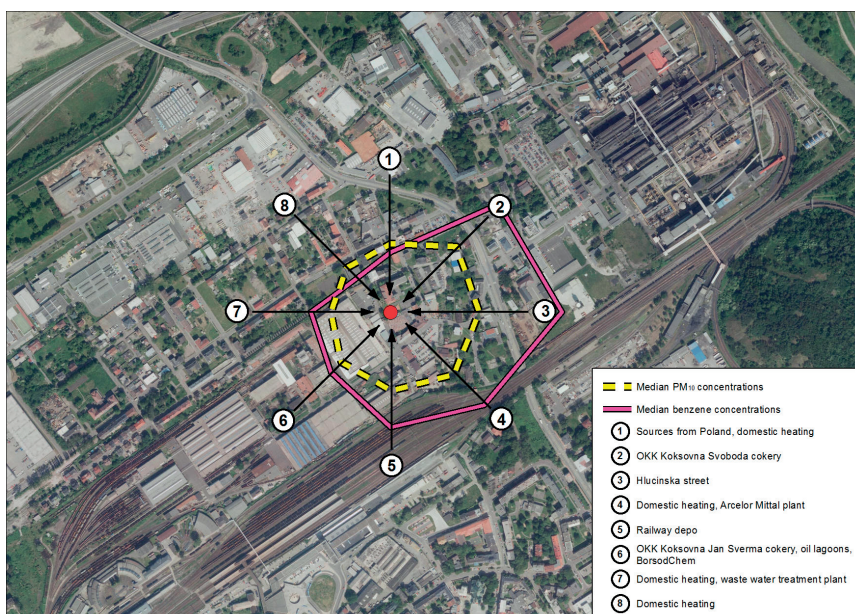 1
2
8
7
3
6
4
5
Median PM₁₀ concentrations
Median benzene concentrations
1 Sources from Poland, domestic heating
2 OKK Koksovna Svoboda cokery
3 Hlucinska street
4 Domestic heating, Arcelor Mittal plant
5 Railway depo
6 OKK Koksovna Jan Sverma cokery, oil lagoons,
BorsodChem
7 Domestic heating, waste water treatment plant
8 Domestic heating